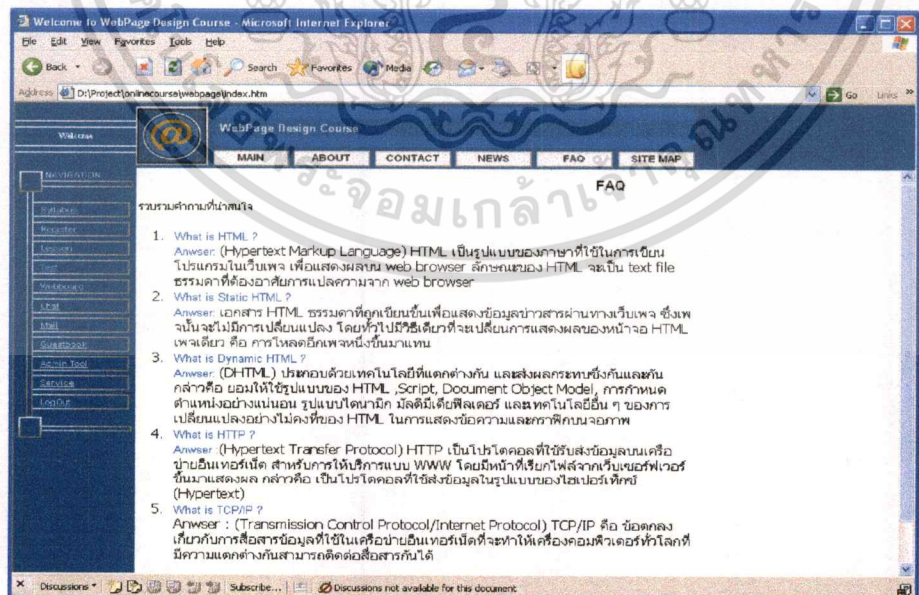 Welcome to WebPage Design Course - Microsoft Internet Explorer
File Edit View Favorites Tools Help
Back Search Favorites Media
Address D:\Project\onlinecourse\webpage\index.htm Go Links »
Welcome
WebPage Design Course
MAIN ABOUT CONTACT NEWS FAQ SITE MAP
NAVIGATION
Syllabus
Register
Lesson
Test
Webboard
Chat
Mail
Guestbook
Admin Tool
Service
LogOut
FAQ
รวบรวมคำถามที่น่าสนใจ
1. What is HTML ?
Anwser: (Hypertext Markup Language) HTML เป็นรูปแบบของภาษาที่ใช้ในการเขียน
โปรแกรมในเว็บเพจ เพื่อแสดงผลบน web browser ลักษณะของ HTML จะเป็น text file
ธรรมดาที่ต้องอาศัยการแปลความจาก web browser
2. What is Static HTML ?
Anwser: เอกสาร HTML ธรรมดาที่ถูกเขียนขึ้นเพื่อแสดงข้อมูลข่าวสารผ่านทางเว็บเพจ ซึ่งเพ
จนั้นจะไม่มีการเปลี่ยนแปลง โดยทั่วไปมีวิธีเดียวที่จะเปลี่ยนการแสดงผลของหน้าจอ HTML
เพจเดียว คือ การโหลดอีกเพจหนึ่งขึ้นมาแทน
3. What is Dynamic HTML ?
Anwser: (DHTML) ประกอบด้วยเทคโนโลยีที่แตกต่างกัน และส่งผลกระทบซึ่งกันและกัน
กล่าวคือ ยอมให้ใช้รูปแบบของ HTML ,Script, Document Object Model, การกำหนด
ตำแหน่งอย่างแน่นอน รูปแบบไดนามิก มัลติมีเดียฟิลเตอร์ และเทคโนโลยีอื่น ๆ ของการ
เปลี่ยนแปลงอย่างไม่คงที่ของ HTML ในการแสดงข้อความและกราฟิกบนจอภาพ
4. What is HTTP ?
Anwser :(Hypertext Transfer Protocol) HTTP เป็นโปรโตคอลที่ใช้รับส่งข้อมูลบนเครือ
ข่ายอินเทอร์เน็ต สำหรับการให้บริการแบบ WWW โดยมีหน้าที่เรียกไฟล์จากเว็บเซอร์ฟเวอร์
ขึ้นมาแสดงผล กล่าวคือ เป็นโปรโตคอลที่ใช้ส่งข้อมูลในรูปแบบของไฮเปอร์เท็กซ์
(Hypertext)
5. What is TCP/IP ?
Anwser : (Transmission Control Protocol/Internet Protocol) TCP/IP คือ ข้อตกลง
เกี่ยวกับการสื่อสารข้อมูลที่ใช้ในเครือข่ายอินเทอร์เน็ตที่จะทำให้เครื่องคอมพิวเตอร์ทั่วโลกที่
มีความแตกต่างกันสามารถติดต่อสื่อสารกันได้
Discussions Subscribe... Discussions not available for this document